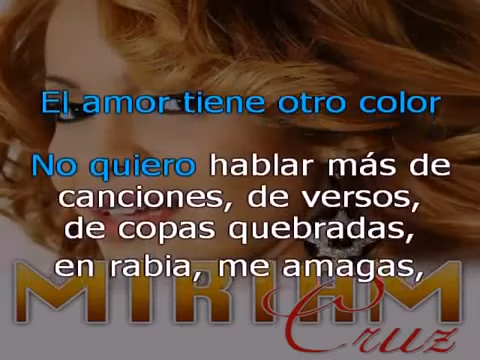 El amor tiene otro color
No quiero hablar más de
canciones, de versos,
de copas quebradas,
en rabia, me amagas,
MIRIAM
Cruz